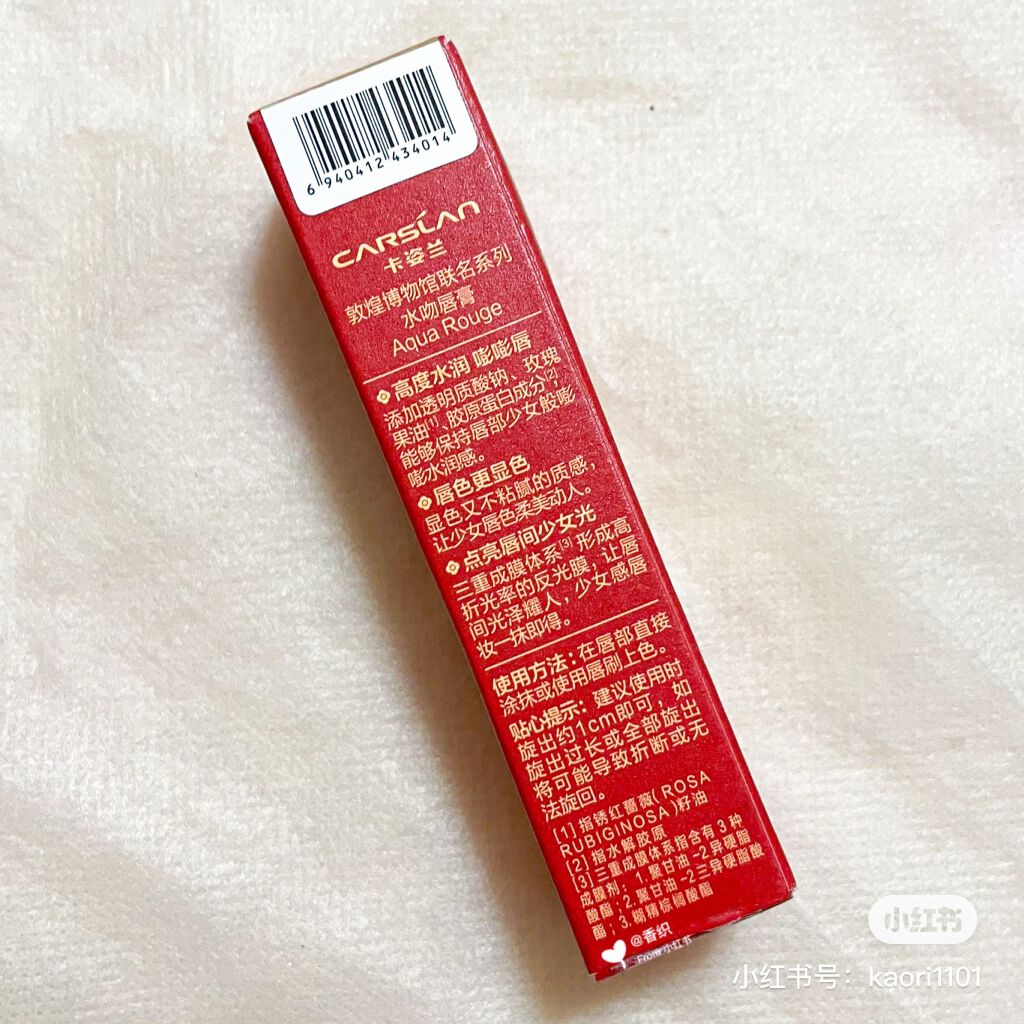 6 940412 434014
CARSLAN
卡姿兰
敦煌博物馆联名系列
水吻唇膏
Aqua Rouge
高度水润 嘭嘭唇
添加透明质酸钠、玫瑰
果油[1]、胶原蛋白成分[2],
能够保持唇部少女般嘭
嘭水润感。
唇色更显色
显色又不粘腻的质感,
让少女唇色柔美动人。
点亮唇间少女光
三重成膜体系[3]形成高
折光率的反光膜,让唇
间光泽耀人,少女感唇
妆一抹即得。
使用方法:在唇部直接
涂抹或使用唇刷上色。
贴心提示:建议使用时
旋出约1cm即可,如
旋出过长或全部旋出
将可能导致折断或无
法旋回。
[1]指锈红蔷薇(ROSA
RUBIGINOSA)籽油
[2]指水解胶原
[3]三重成膜体系指含有3种
成膜剂:1.聚甘油-2异硬脂
酸酯;2.聚甘油-2三异硬脂酸
酯;3.糊精棕榈酸酯
@香织
From 小红书
小红书
小红书号:kaori1101